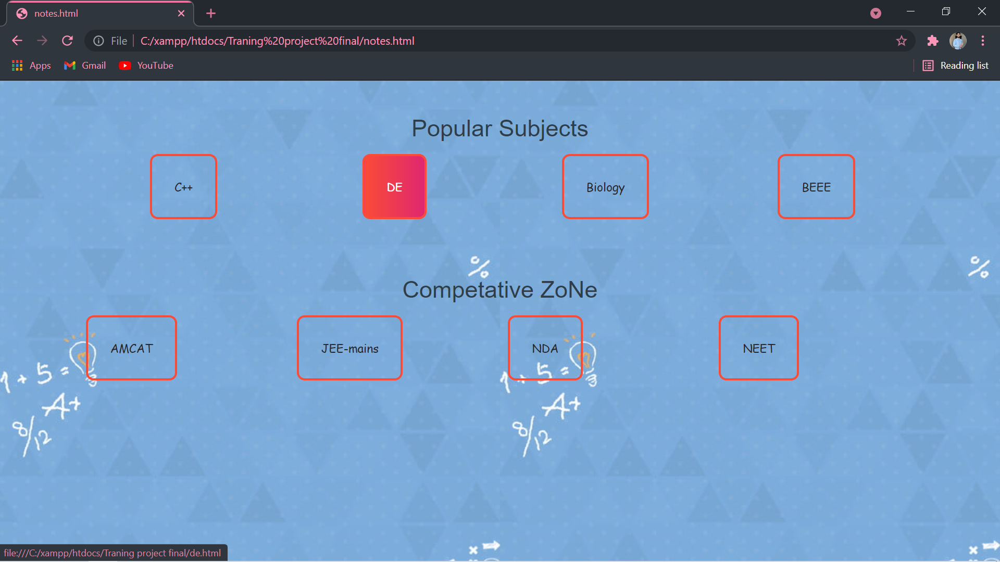 notes.html
File C:/xampp/htdocs/Traning%20project%20final/notes.html
Apps Gmail YouTube Reading list
Popular Subjects
C++ DE Biology BEEE
%
%
Competative ZoNe
AMCAT JEE-mains NDA NEET
1 + 5 =
1 + 5 =
A+
A+
8/12
8/12
file:///C:/xampp/htdocs/Traning project final/de.html